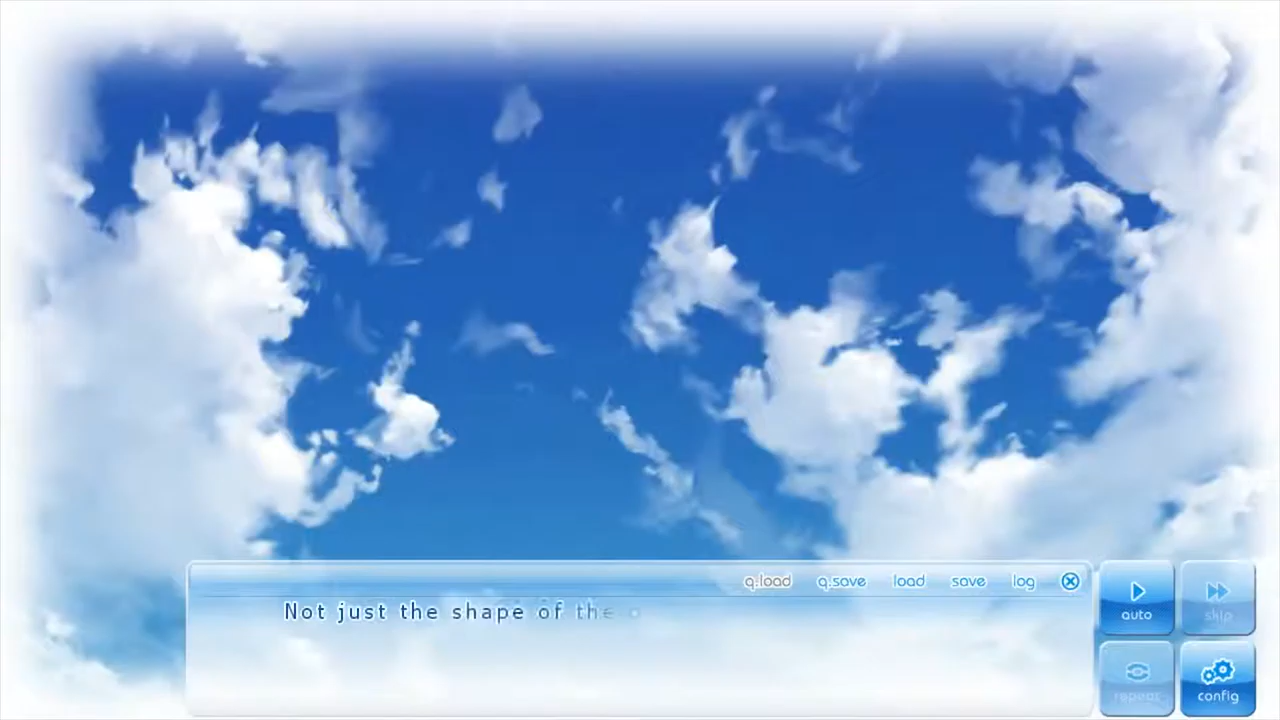 q.load q.save load save log
Not just the shape of the
auto skip
repeat config